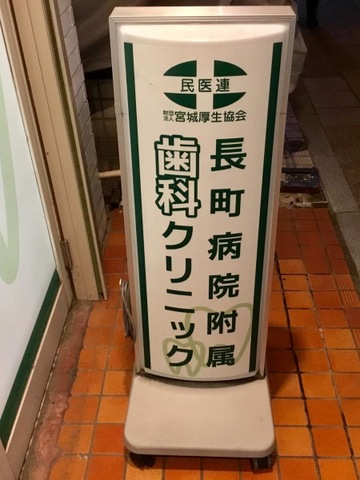 民医連
財団法人 宮城厚生協会
長町病院附属
歯科クリニック